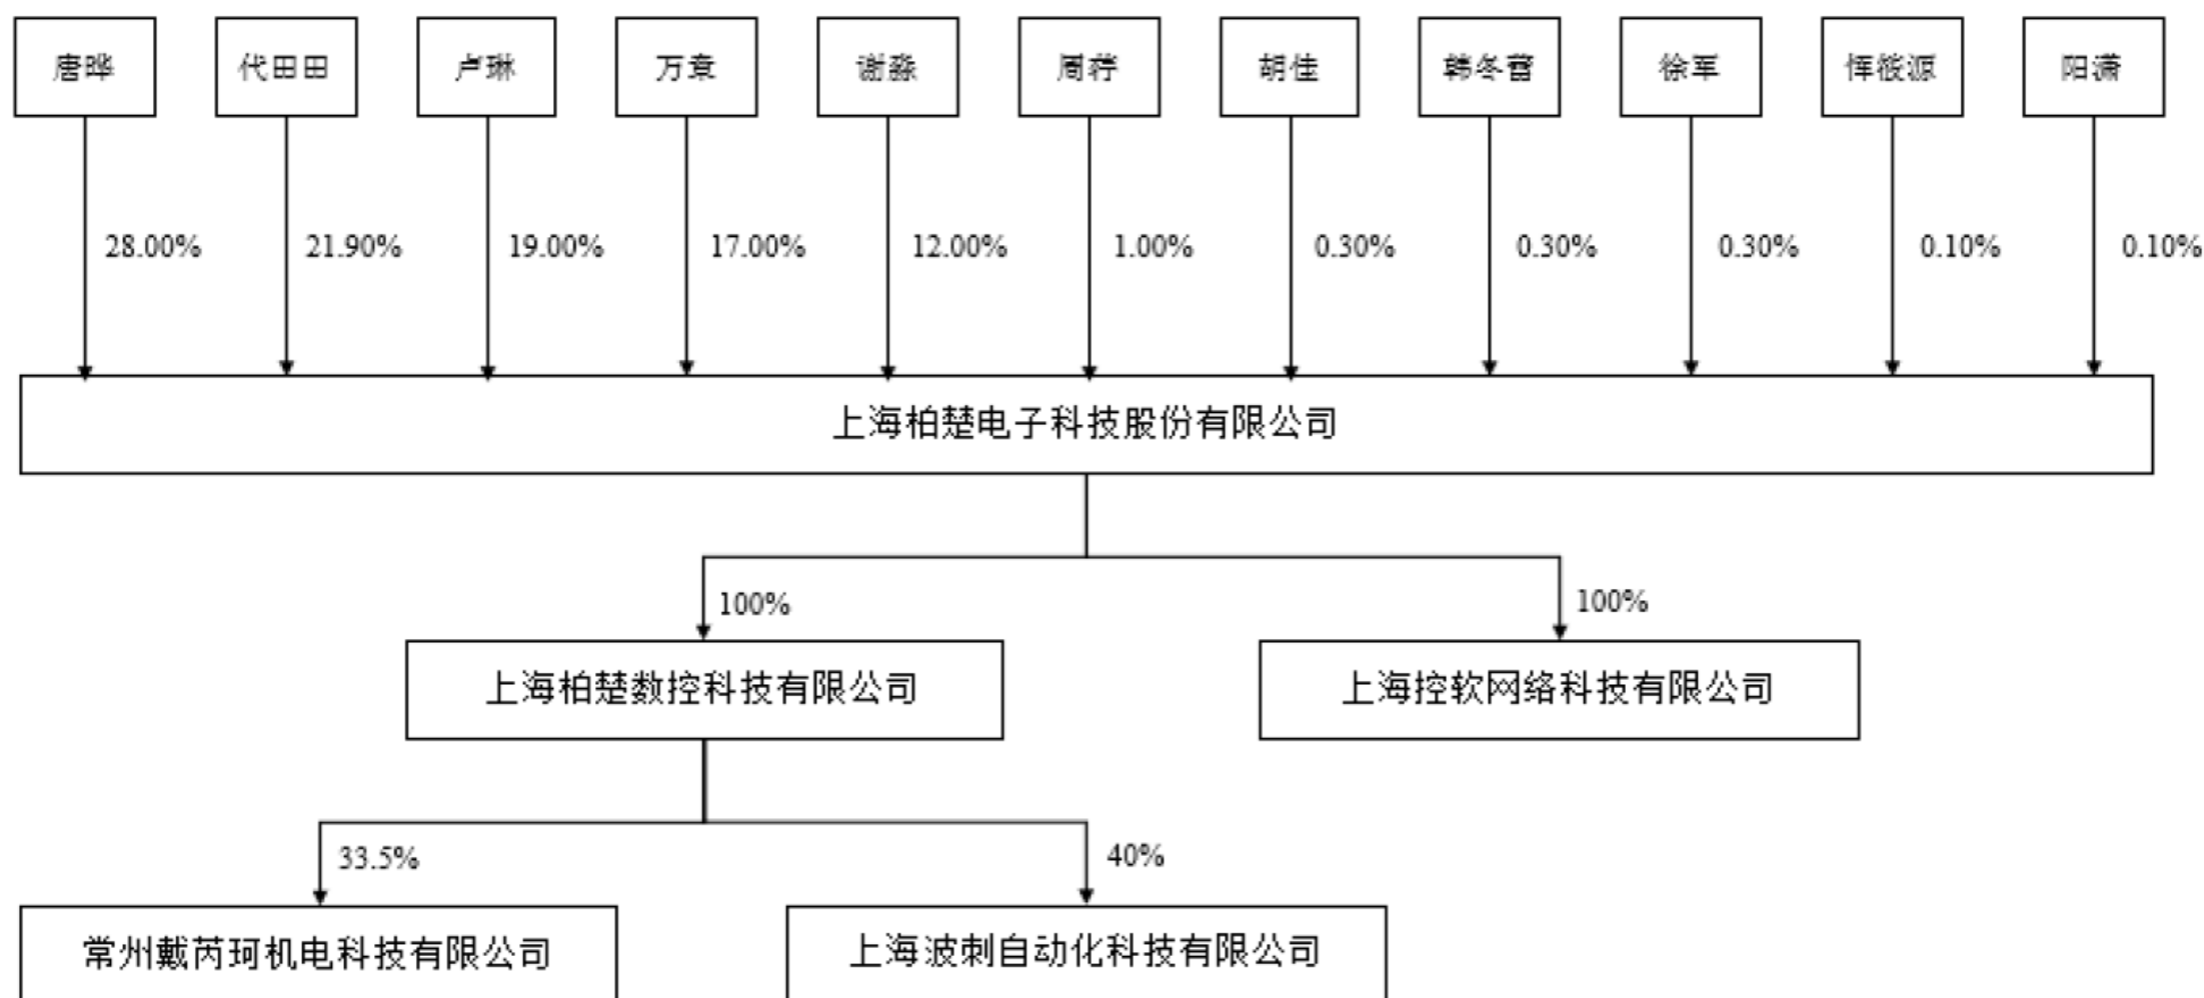 唐晔
代田田
卢琳
万章
谢淼
周荇
胡佳
韩冬蕾
徐军
恽筱源
阳潇
28.00%
21.90%
19.00%
17.00%
12.00%
1.00%
0.30%
0.30%
0.30%
0.10%
0.10%
上海柏楚电子科技股份有限公司
100%
100%
上海柏楚数控科技有限公司
上海控软网络科技有限公司
33.5%
40%
常州戴芮珂机电科技有限公司
上海波刺自动化科技有限公司